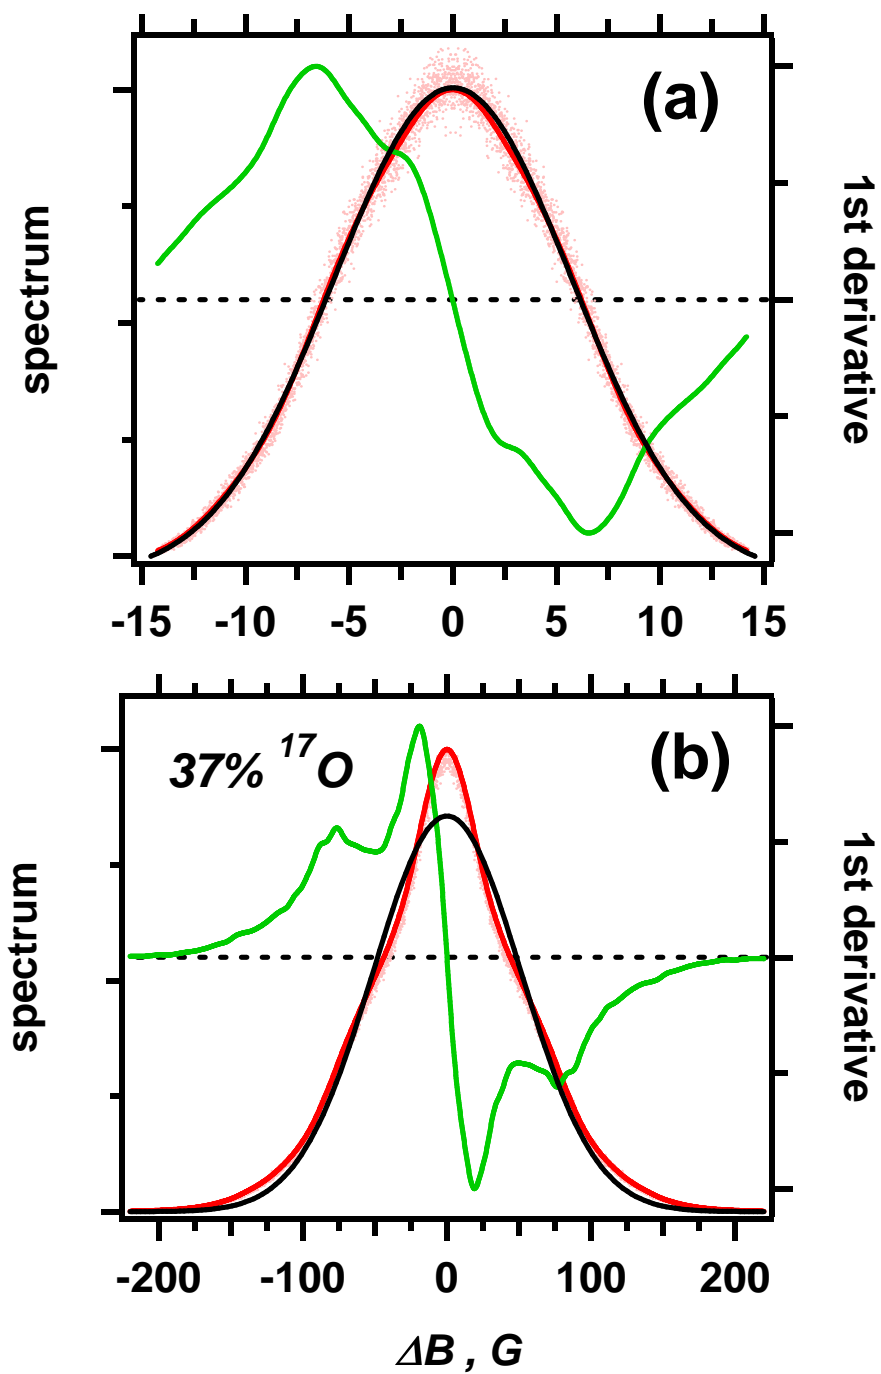 (a)
spectrum
1st derivative
-15 -10 -5 0 5 10 15
37% ¹⁷O
(b)
spectrum
1st derivative
-200 -100 0 100 200
ΔB , G